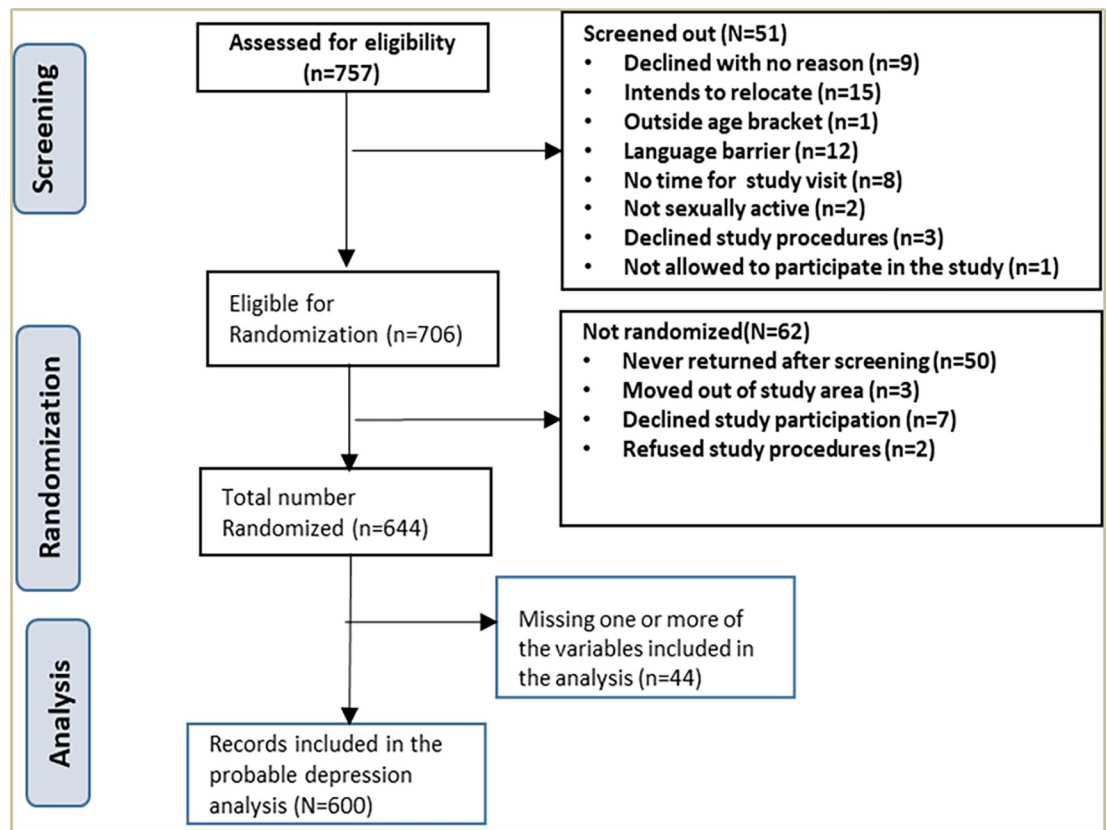 Screening
Assessed for eligibility
(n=757)
Screened out (N=51)
• Declined with no reason (n=9)
• Intends to relocate (n=15)
• Outside age bracket (n=1)
• Language barrier (n=12)
• No time for study visit (n=8)
• Not sexually active (n=2)
• Declined study procedures (n=3)
• Not allowed to participate in the study (n=1)
Eligible for
Randomization (n=706)
Randomization
Not randomized(N=62)
• Never returned after screening (n=50)
• Moved out of study area (n=3)
• Declined study participation (n=7)
• Refused study procedures (n=2)
Total number
Randomized (n=644)
Analysis
Missing one or more of
the variables included in
the analysis (n=44)
Records included in the
probable depression
analysis (N=600)